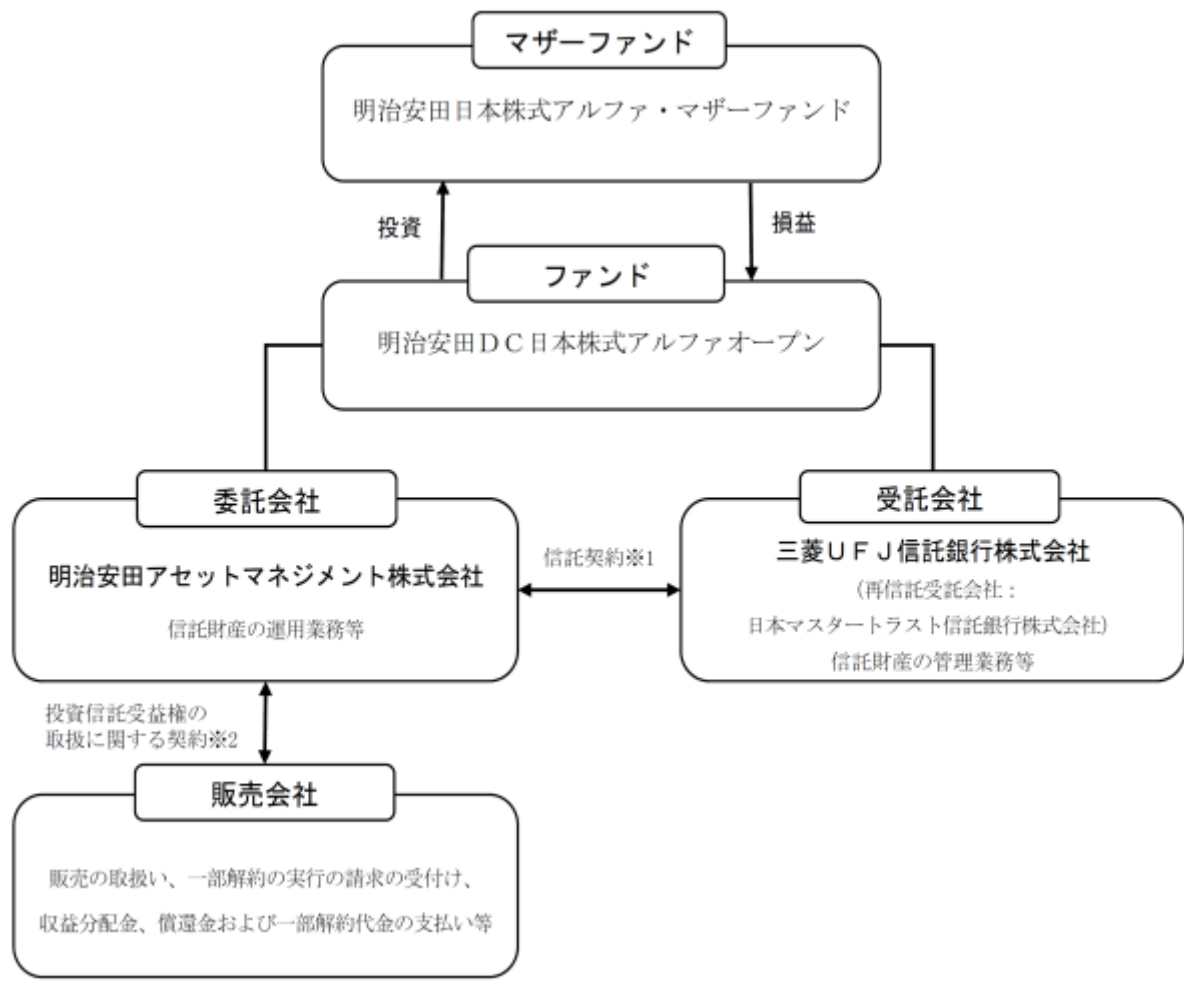 マザーファンド
明治安田日本株式アルファ・マザーファンド
投資
損益
ファンド
明治安田DC日本株式アルファオープン
委託会社
明治安田アセットマネジメント株式会社
信託財産の運用業務等
信託契約※1
受託会社
三菱UFJ信託銀行株式会社
(再信託受託会社:
日本マスタートラスト信託銀行株式会社)
信託財産の管理業務等
投資信託受益権の
取扱に関する契約※2
販売会社
販売の取扱い、一部解約の実行の請求の受付け、
収益分配金、償還金および一部解約代金の支払い等